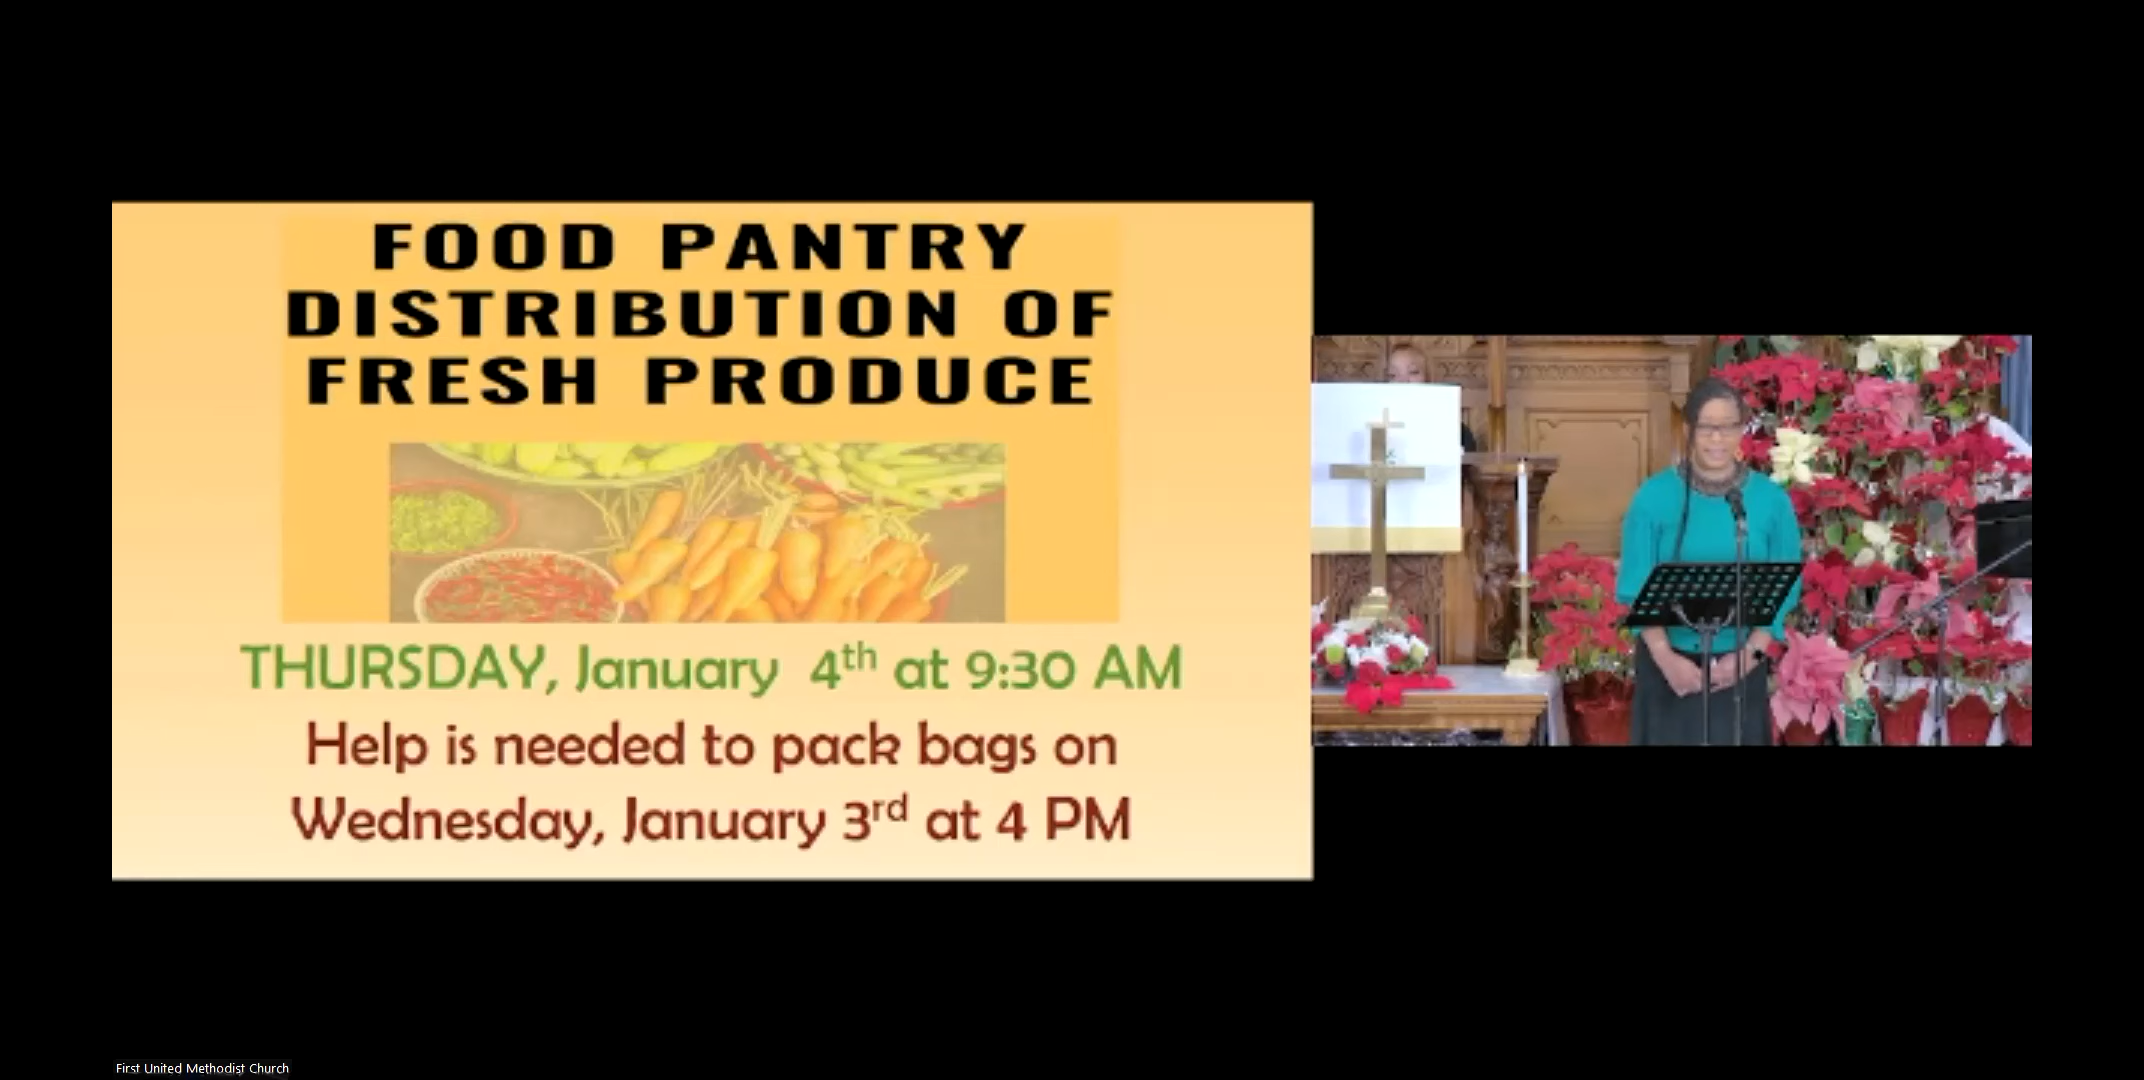 FOOD PANTRY
DISTRIBUTION OF
FRESH PRODUCE
THURSDAY, January 4th at 9:30 AM
Help is needed to pack bags on
Wednesday, January 3rd at 4 PM
First United Methodist Church